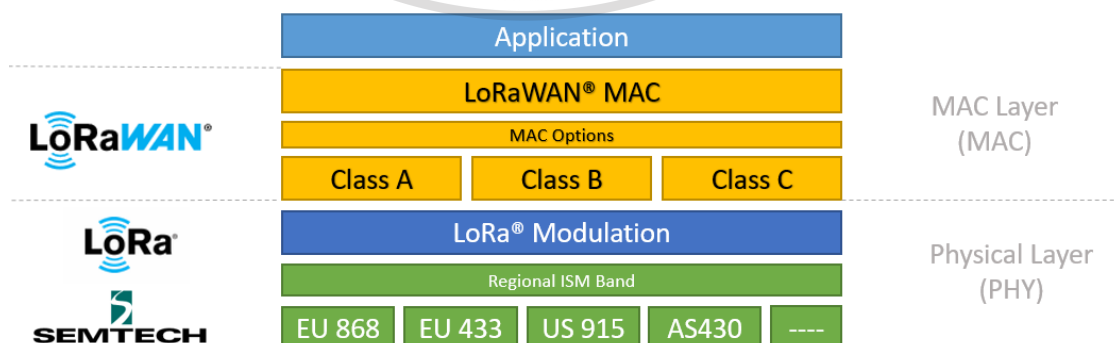 Application
LoRaWAN® MAC
MAC Options
Class A
Class B
Class C
LoRaWAN®
MAC Layer
(MAC)
LoRa® Modulation
Regional ISM Band
EU 868
EU 433
US 915
AS430
----
LoRa®
SEMTECH
Physical Layer
(PHY)